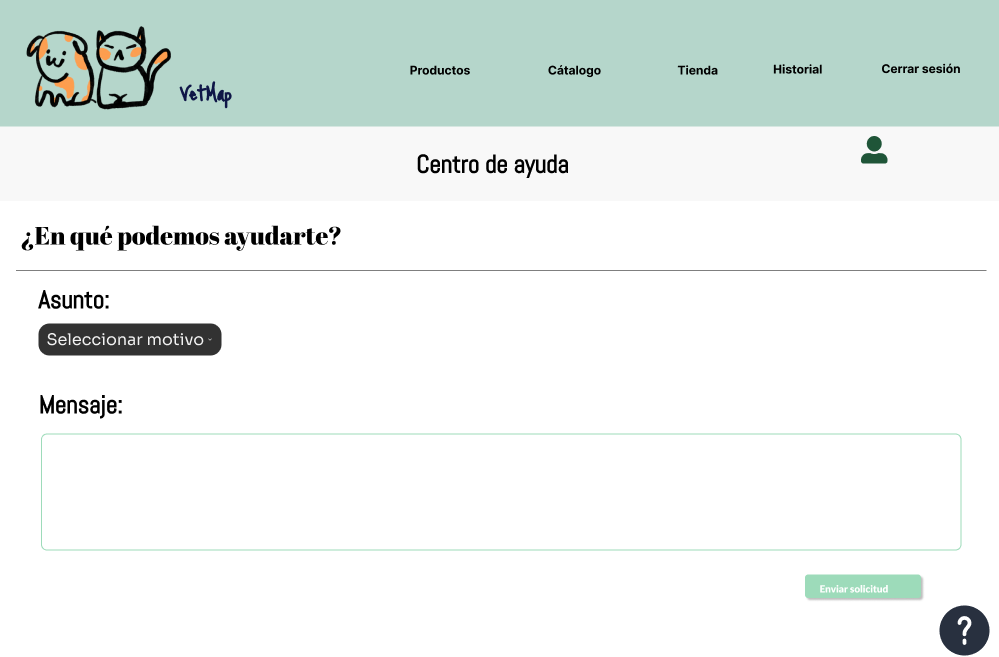 VetMap
Productos
Cátalogo
Tienda
Historial
Cerrar sesión
Centro de ayuda
¿En qué podemos ayudarte?
Asunto:
Seleccionar motivo
Mensaje:
Enviar sollcitud
?